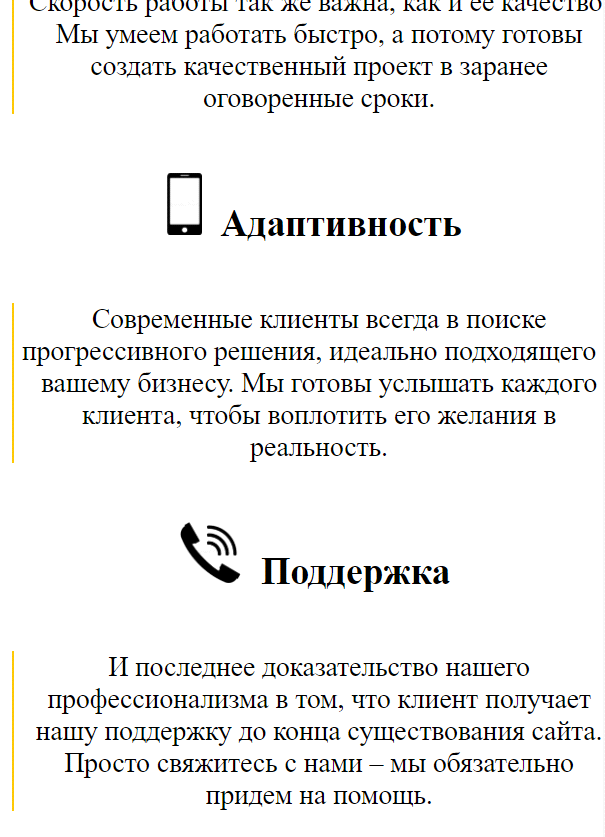 Скорость работы так же важна, как и ее качество
Мы умеем работать быстро, а потому готовы
создать качественный проект в заранее
оговоренные сроки.
Адаптивность
Современные клиенты всегда в поиске
прогрессивного решения, идеально подходящего
вашему бизнесу. Мы готовы услышать каждого
клиента, чтобы воплотить его желания в
реальность.
Поддержка
И последнее доказательство нашего
профессионализма в том, что клиент получает
нашу поддержку до конца существования сайта.
Просто свяжитесь с нами – мы обязательно
придем на помощь.